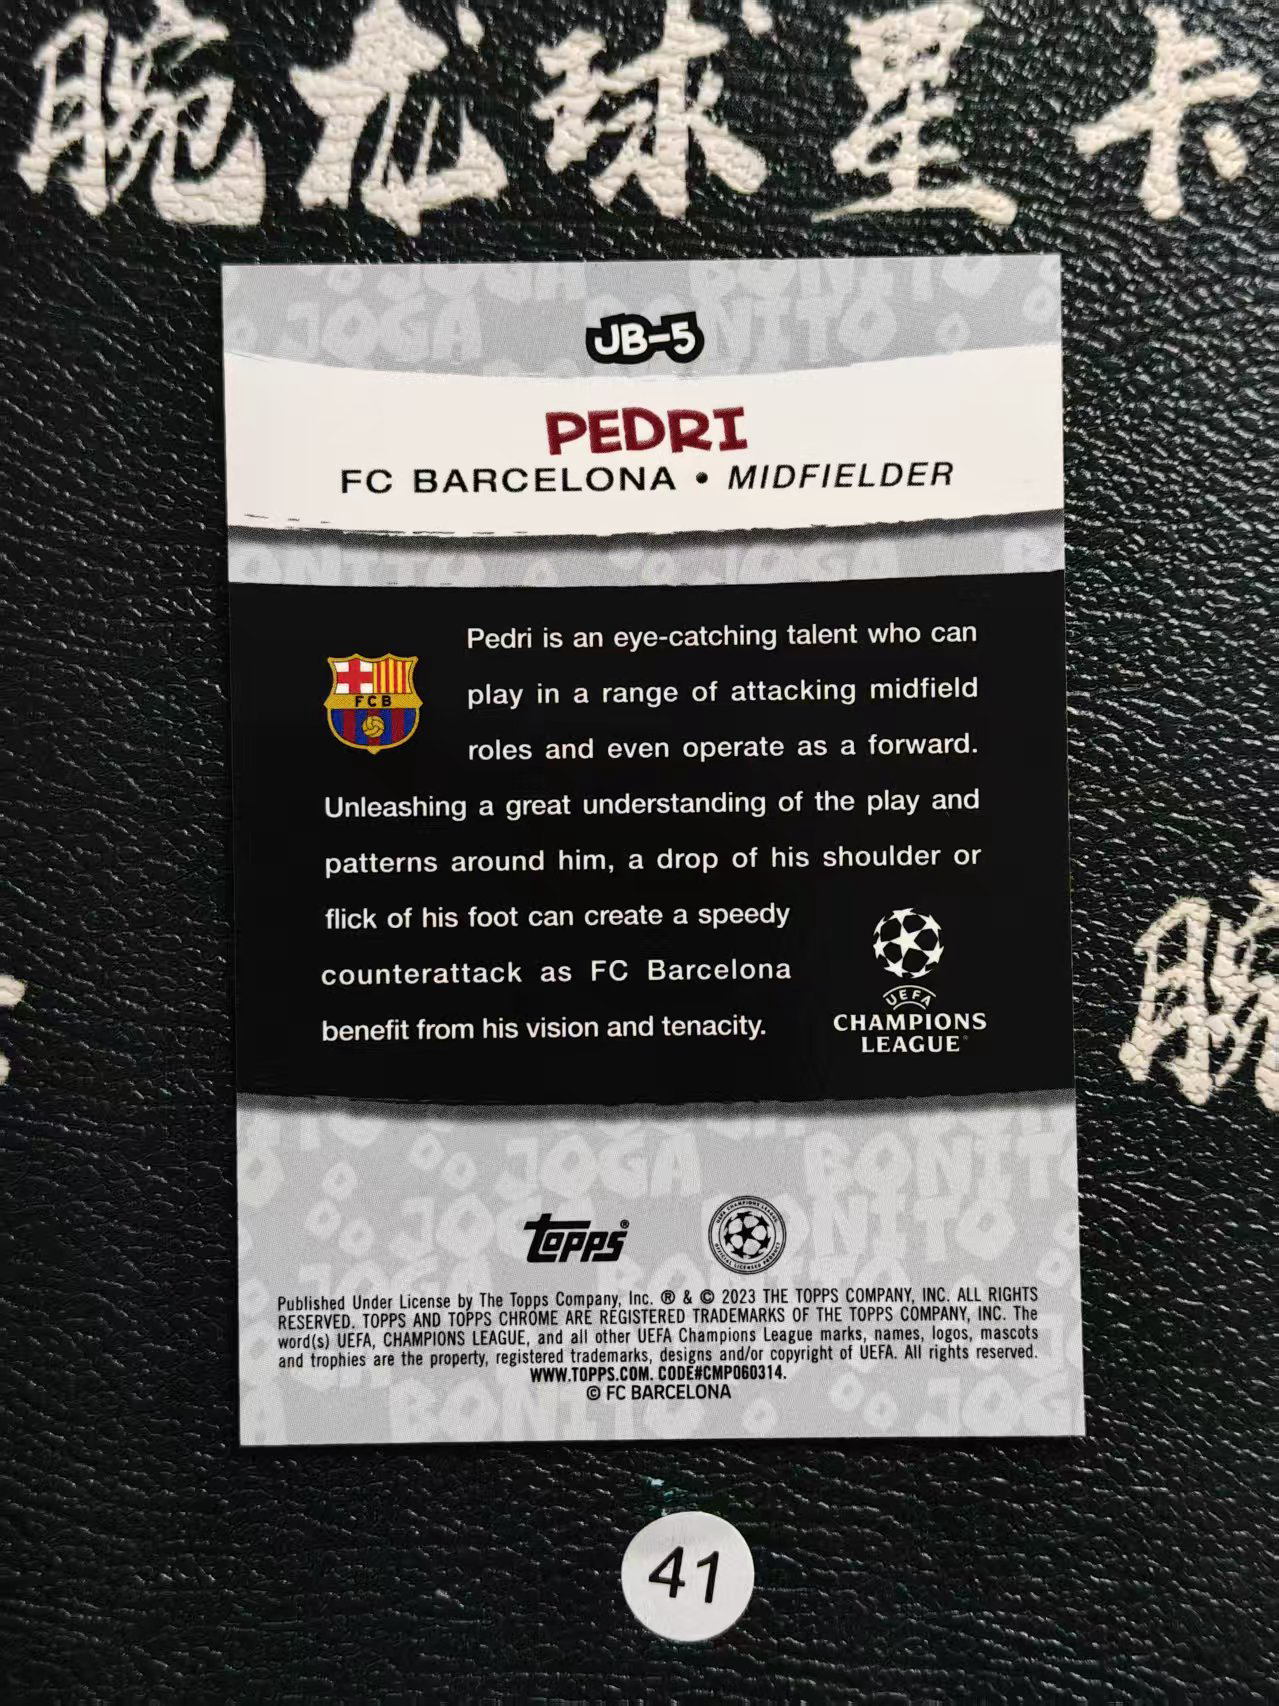 腕尤球星卡
JB-5
PEDRI
FC BARCELONA • MIDFIELDER
Pedri is an eye-catching talent who can
play in a range of attacking midfield
roles and even operate as a forward.
Unleashing a great understanding of the play and
patterns around him, a drop of his shoulder or
flick of his foot can create a speedy
counterattack as FC Barcelona
benefit from his vision and tenacity.
FCB
UEFA
CHAMPIONS
LEAGUE
JOGA
BONITO
topps®
Published Under License by The Topps Company, Inc. ® & © 2023 THE TOPPS COMPANY, INC. ALL RIGHTS
RESERVED. TOPPS AND TOPPS CHROME ARE REGISTERED TRADEMARKS OF THE TOPPS COMPANY, INC. The
word(s) UEFA, CHAMPIONS LEAGUE, and all other UEFA Champions League marks, names, logos, mascots
and trophies are the property, registered trademarks, designs and/or copyright of UEFA. All rights reserved.
WWW.TOPPS.COM. CODE#CMP060314.
© FC BARCELONA
41
腕